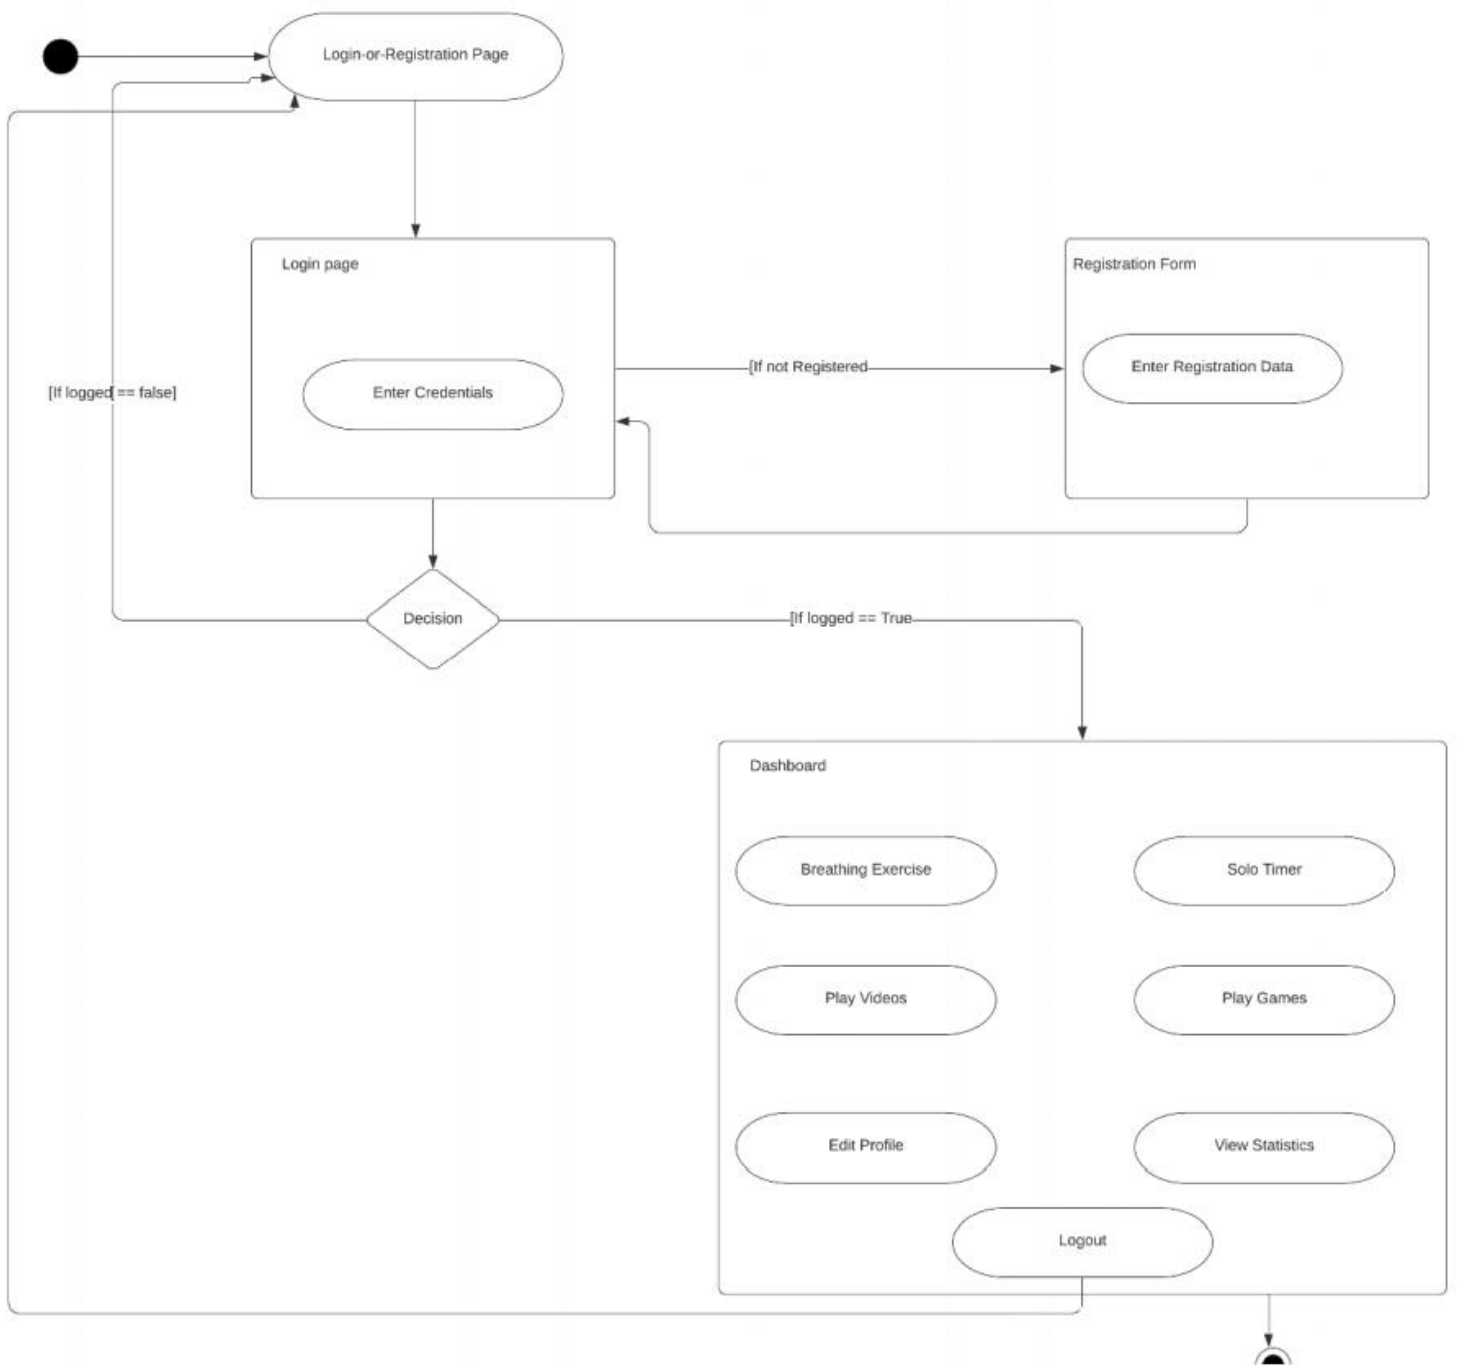 Login-or-Registration Page
Login page
Registration Form
[If not Registered
Enter Registration Data
Enter Credentials
[If logged == false]
Decision
[If logged == True
Dashboard
Breathing Exercise
Solo Timer
Play Videos
Play Games
Edit Profile
View Statistics
Logout